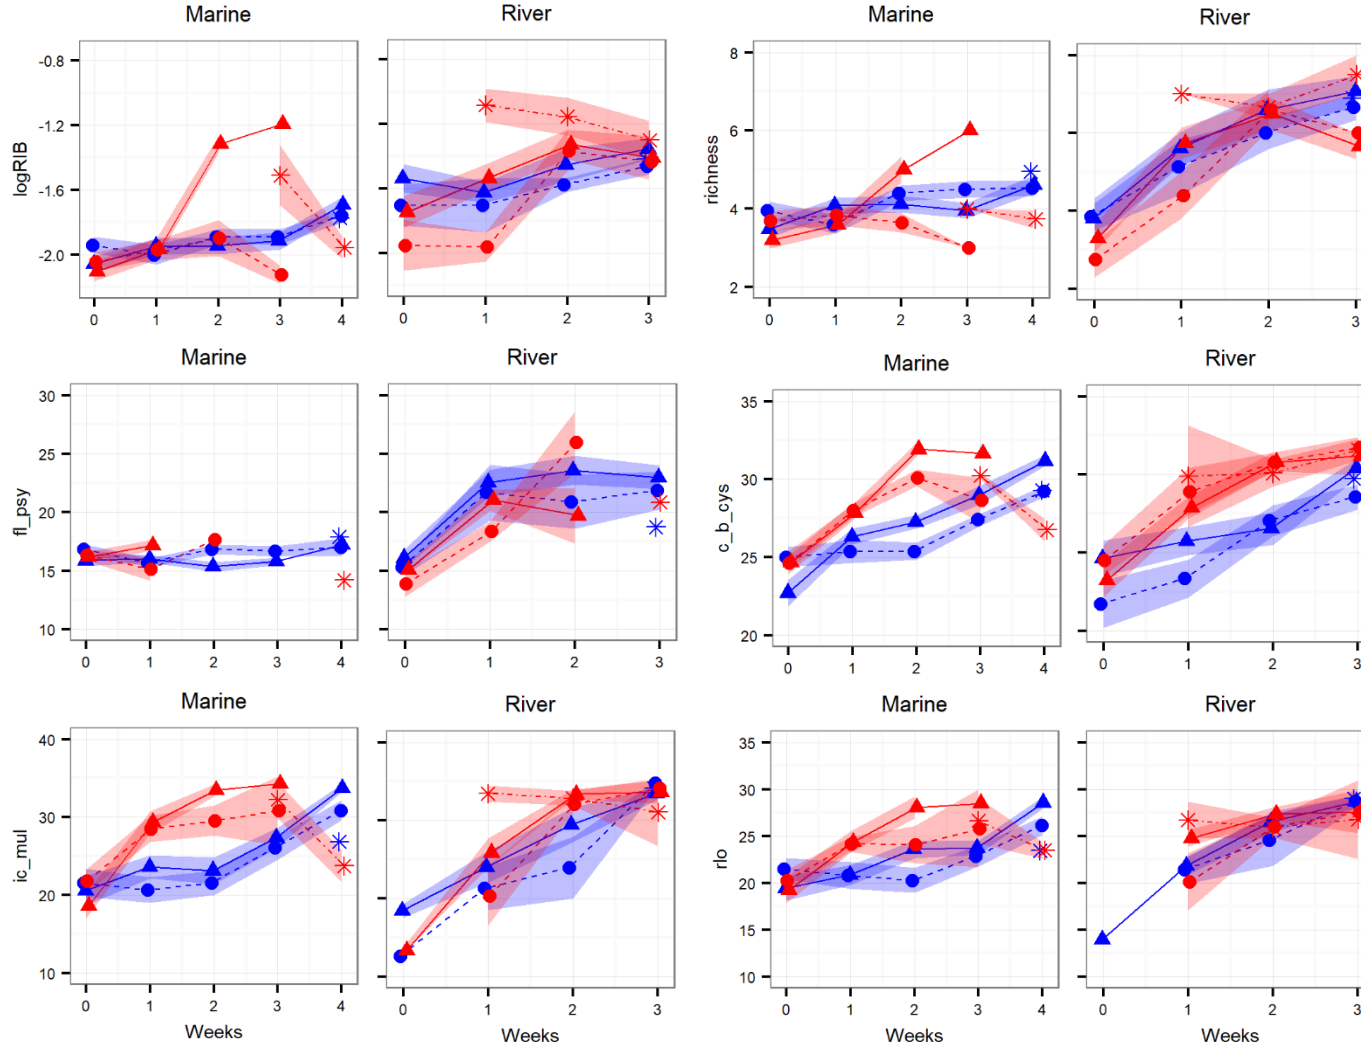 Marine
River
Marine
River
logRIB
-0.8
-1.2
-1.6
-2.0
0 1 2 3 4
0 1 2 3
richness
8
6
4
2
0 1 2 3 4
0 1 2 3
Marine
River
Marine
River
fl_psy
30
25
20
15
10
0 1 2 3 4
0 1 2 3
c_b_cys
35
30
25
20
0 1 2 3 4
0 1 2 3
Marine
River
Marine
River
ic_mul
40
30
20
10
0 1 2 3 4
0 1 2 3
rlo
35
30
25
20
15
10
0 1 2 3 4
0 1 2 3
Weeks
Weeks
Weeks
Weeks